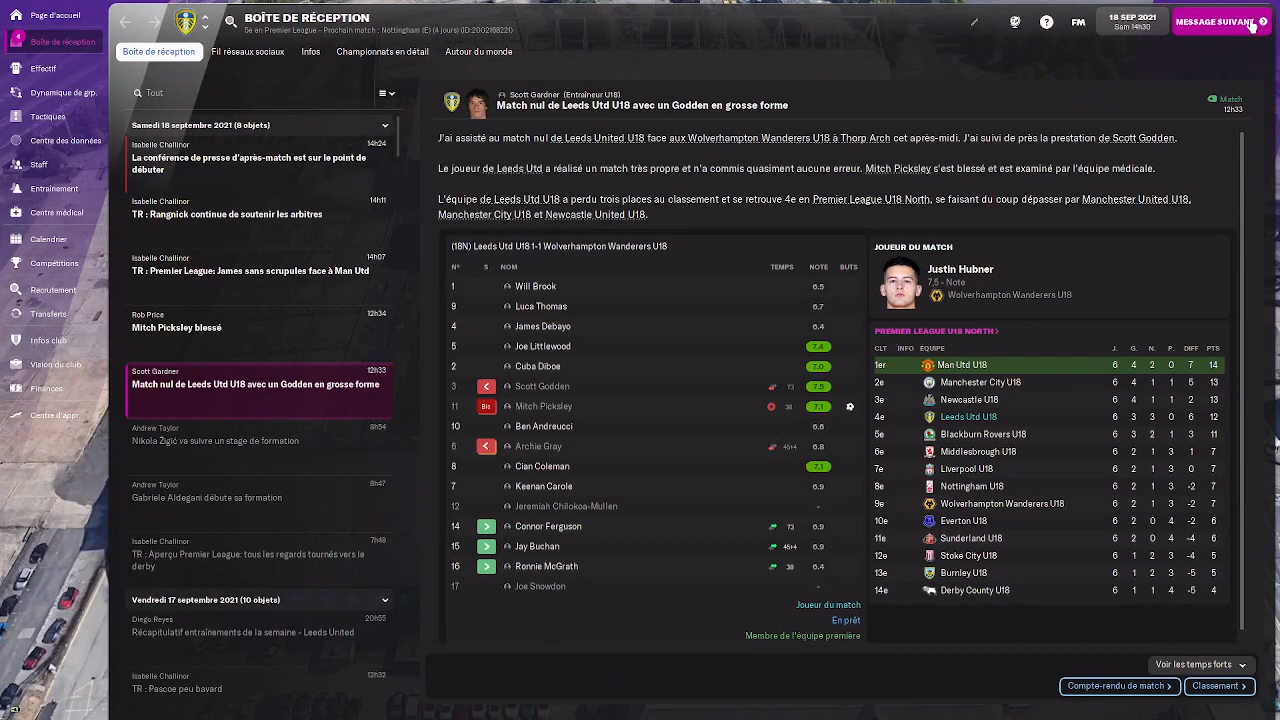 Accueil
4
Boîte de réception
Effectif
Dynamique de grp.
Tactiques
Centre des données
Staff
Entraînement
Centre médical
Calendrier
Compétitions
Recrutement
Transferts
Infos club
Vision du club
Finances
Centre d'appr.
BOÎTE DE RÉCEPTION
5e en Premier League - Prochain match : Nottingham (E) (4 jours) (ID:2002168221)
FM
18 SEP 2021
Sam 14h30
MESSAGE SUIVANT
Boîte de réception
Fil réseaux sociaux
Infos
Championnats en détail
Autour du monde
Tout
Samedi 18 septembre 2021 (8 objets)
Isabelle Challinor 14h24
La conférence de presse d'après-match est sur le point de
débuter
Isabelle Challinor 14h11
TR : Rangnick continue de soutenir les arbitres
Isabelle Challinor 14h07
TR : Premier League: James sans scrupules face à Man Utd
Rob Price 12h34
Mitch Picksley blessé
Scott Gardner 12h33
Match nul de Leeds Utd U18 avec un Godden en grosse forme
Andrew Taylor 8h54
Nikola Žigić va suivre un stage de formation
Andrew Taylor 8h47
Gabriele Aldegani débute sa formation
Isabelle Challinor 7h49
TR : Aperçu Premier League: tous les regards tournés vers le
derby
Vendredi 17 septembre 2021 (10 objets)
Diego Reyes 20h55
Récapitulatif entraînements de la semaine - Leeds United
Isabelle Challinor 12h32
TR : Pascoe peu bavard
Scott Gardner (Entraîneur U18)
Match nul de Leeds Utd U18 avec un Godden en grosse forme
Match
12h33
J'ai assisté au match nul de Leeds United U18 face aux Wolverhampton Wanderers U18 à Thorp Arch cet après-midi. J'ai suivi de près la prestation de Scott Godden.
Le joueur de Leeds Utd a réalisé un match très propre et n'a commis quasiment aucune erreur. Mitch Picksley s'est blessé et est examiné par l'équipe médicale.
L'équipe de Leeds Utd U18 a perdu trois places au classement et se retrouve 4e en Premier League U18 North, se faisant du coup dépasser par Manchester United U18,
Manchester City U18 et Newcastle United U18.
(18N) Leeds Utd U18 1-1 Wolverhampton Wanderers U18
N° S NOM TEMPS NOTE BUTS
1 Will Brook 6.5
9 Luca Thomas 6.7
4 James Debayo 6.4
5 Joe Littlewood 7.4
2 Cuba Diboe 7.0
3 Scott Godden 73 7.5
11 Bls Mitch Picksley 38 7.1
10 Ben Andreucci 6.6
6 Archie Gray 45+4 6.8
8 Cian Coleman 7.1
7 Keenan Carole 6.9
12 Jeremiah Chilokoa-Mullen -
14 Connor Ferguson 73 6.9
15 Jay Buchan 45+4 6.9
16 Ronnie McGrath 38 6.4
17 Joe Snowdon -
Joueur du match
En prêt
Membre de l'équipe première
JOUEUR DU MATCH
Justin Hubner
7,5 - Note
Wolverhampton Wanderers U18
PREMIER LEAGUE U18 NORTH >
CLT INFO ÉQUIPE J. G. N. P. DIFF PTS
1er Man Utd U18 6 4 2 0 7 14
2e Manchester City U18 6 4 1 1 5 13
3e Newcastle U18 6 4 1 1 2 13
4e Leeds Utd U18 6 3 3 0 6 12
5e Blackburn Rovers U18 6 3 2 1 3 11
6e Middlesbrough U18 6 2 1 3 1 7
7e Liverpool U18 6 2 1 3 0 7
8e Nottingham U18 6 2 1 3 -2 7
9e Wolverhampton Wanderers U18 6 2 1 3 -2 7
10e Everton U18 6 2 0 4 -2 6
11e Sunderland U18 6 2 0 4 -4 6
12e Stoke City U18 6 1 2 3 -4 5
13e Burnley U18 6 1 2 3 -5 5
14e Derby County U18 6 1 1 4 -5 4
Voir les temps forts
Compte-rendu de match >
Classement >